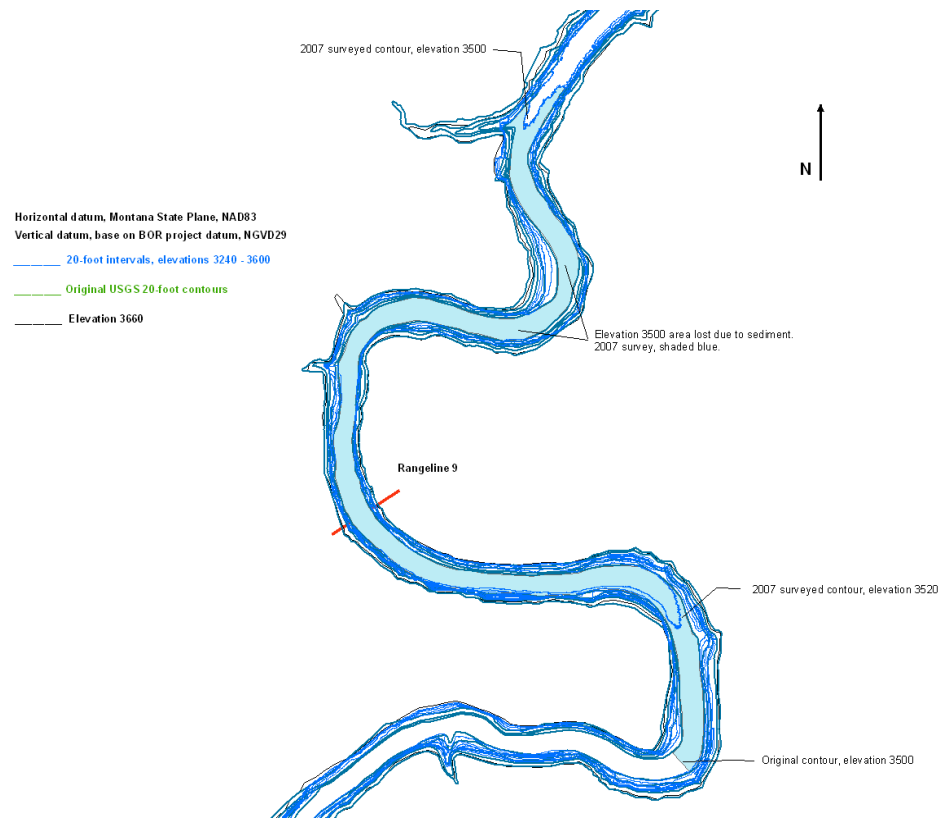 2007 surveyed contour, elevation 3500
N
Horizontal datum, Montana State Plane, NAD83
Vertical datum, base on BOR project datum, NGVD29
20-foot intervals, elevations 3240 - 3600
Original USGS 20-foot contours
Elevation 3660
Elevation 3500 area lost due to sediment.
2007 survey, shaded blue.
Rangeline 9
2007 surveyed contour, elevation 3520
Original contour, elevation 3500